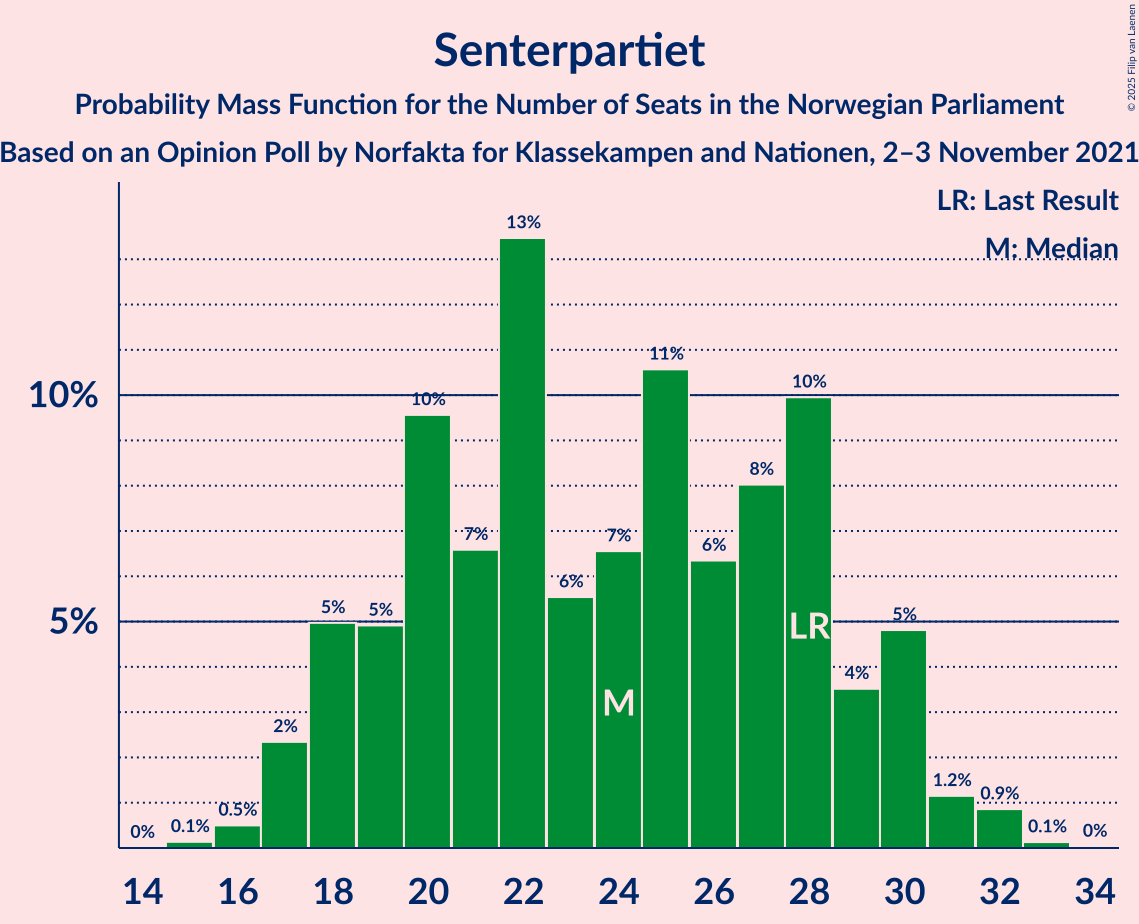 Senterpartiet
Probability Mass Function for the Number of Seats in the Norwegian Parliament
Based on an Opinion Poll by Norfakta for Klassekampen and Nationen, 2–3 November 2021
© 2025 Filip van Laenen
LR: Last Result
M: Median
10%
5%
0%
0.1%
0.5%
2%
5%
5%
10%
7%
13%
6%
7%
11%
6%
8%
10%
4%
5%
1.2%
0.9%
0.1%
0%
M
LR
14 16 18 20 22 24 26 28 30 32 34